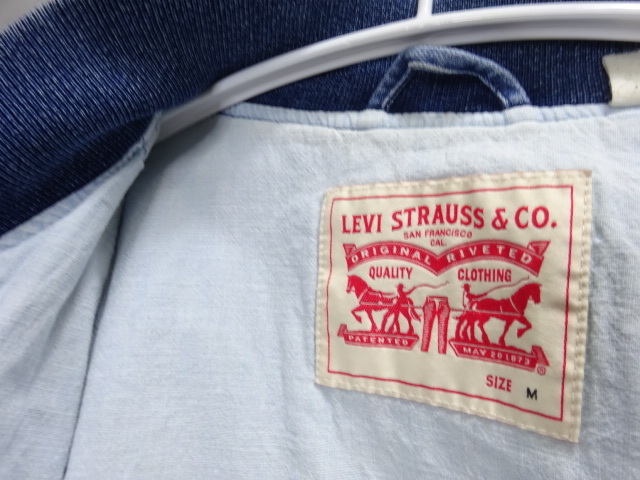 LEVI STRAUSS & CO.
SAN FRANCISCO
CAL.
ORIGINAL RIVETED
QUALITY CLOTHING
PATENTED MAY 20 1873
®
SIZE M